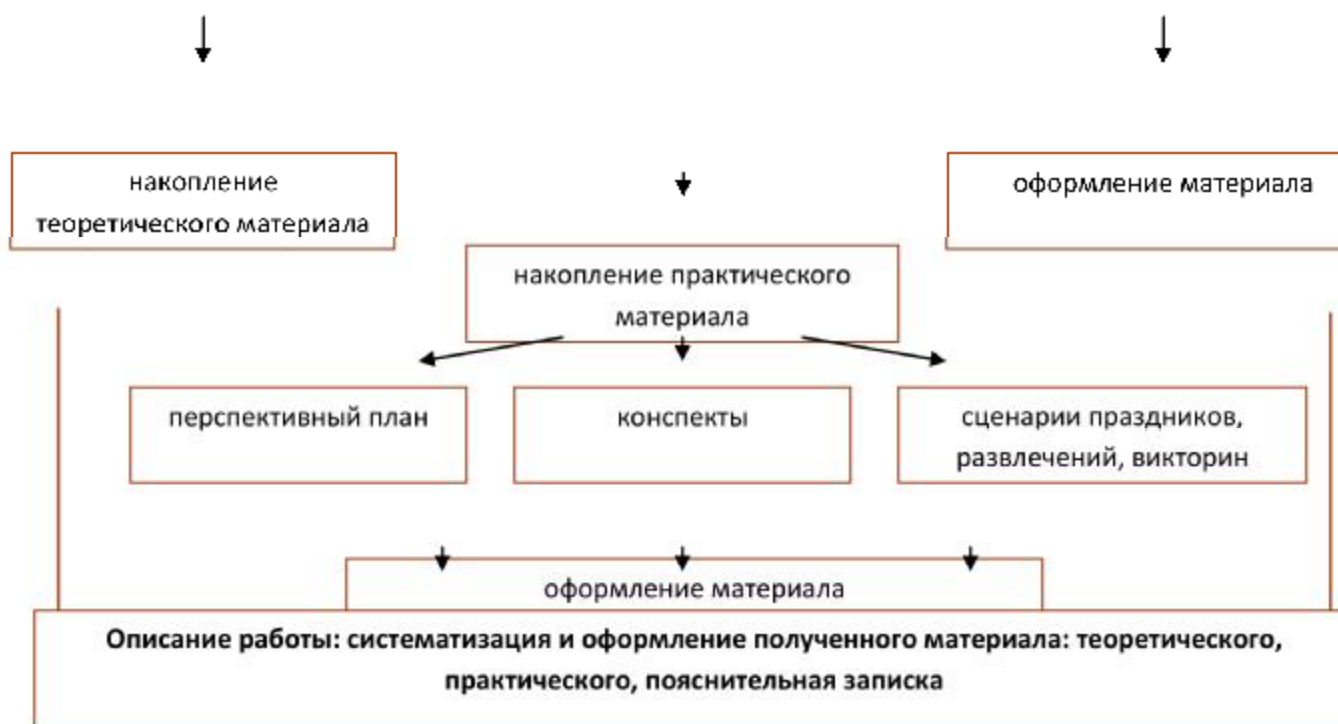 накопление
теоретического материала
оформление материала
накопление практического
материала
перспективный план
конспекты
сценарии праздников,
развлечений, викторин
оформление материала
Описание работы: систематизация и оформление полученного материала: теоретического,
практического, пояснительная записка